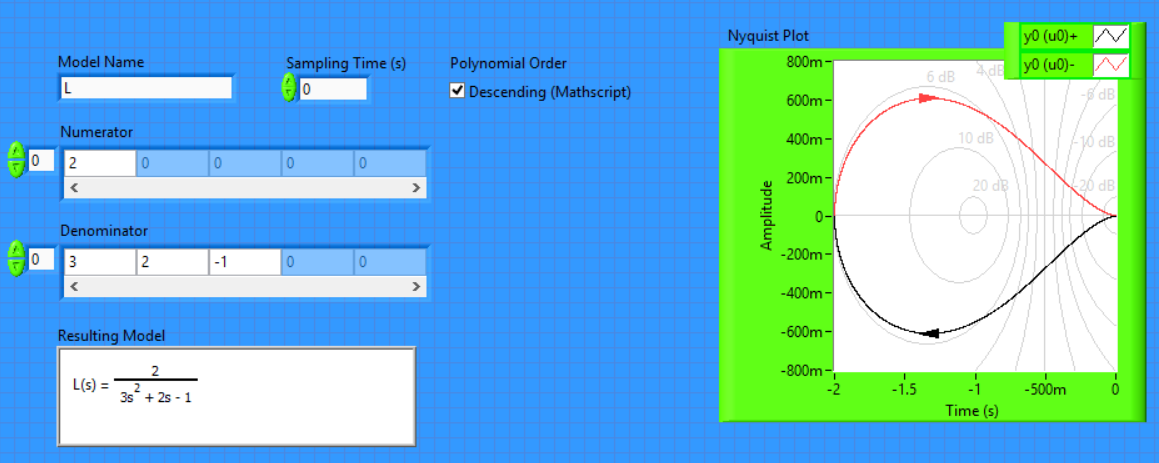 Model Name
L
Sampling Time (s)
0
Polynomial Order
Descending (Mathscript)
Numerator
0
2 0 0 0 0
Denominator
0
3 2 -1 0 0
Resulting Model
L(s) = 2 / 3s^2 + 2s - 1
Nyquist Plot
y0 (u0)+
y0 (u0)-
800m
600m
400m
200m
0
-200m
-400m
-600m
-800m
Amplitude
6 dB
4 dB
-6 dB
10 dB
-10 dB
20 dB
-20 dB
-2 -1.5 -1 -500m 0
Time (s)